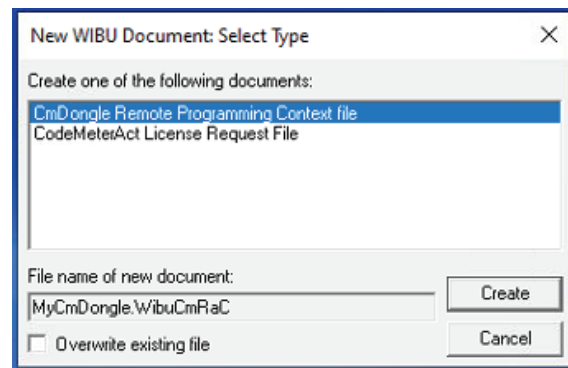 New WIBU Document: Select Type
Create one of the following documents:
CmDongle Remote Programming Context file
CodeMeterAct License Request File
File name of new document:
MyCmDongle.WibuCmRaC
Create
Overwrite existing file
Cancel